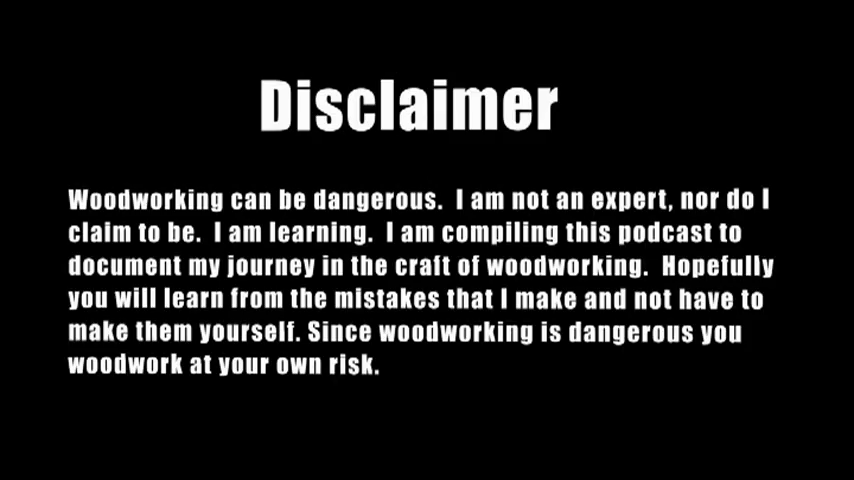 Disclaimer
Woodworking can be dangerous. I am not an expert, nor do I
claim to be. I am learning. I am compiling this podcast to
document my journey in the craft of woodworking. Hopefully
you will learn from the mistakes that I make and not have to
make them yourself. Since woodworking is dangerous you
woodwork at your own risk.